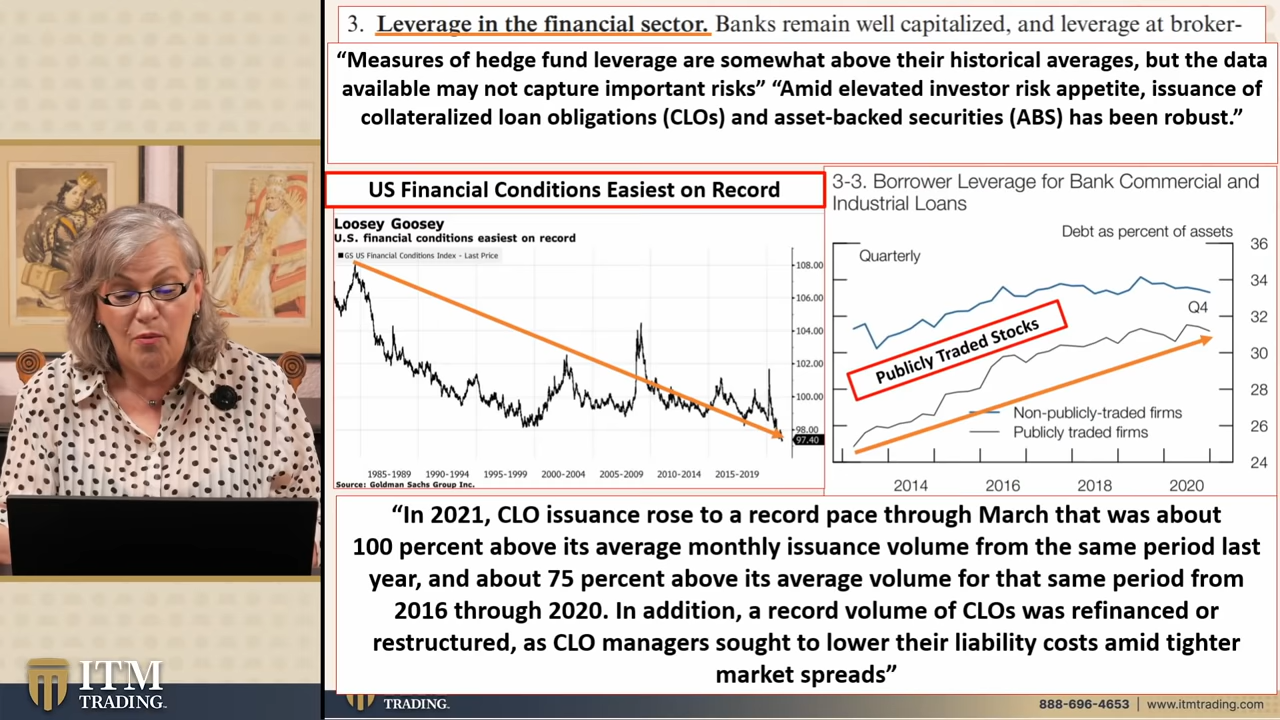 3. Leverage in the financial sector. Banks remain well capitalized, and leverage at broker-
“Measures of hedge fund leverage are somewhat above their historical averages, but the data
available may not capture important risks” “Amid elevated investor risk appetite, issuance of
collateralized loan obligations (CLOs) and asset-backed securities (ABS) has been robust.”
US Financial Conditions Easiest on Record
Loosey Goosey
U.S. financial conditions easiest on record
GS US Financial Conditions Index - Last Price
108.00
106.00
104.00
102.00
100.00
98.00
97.40
1985-1989 1990-1994 1995-1999 2000-2004 2005-2009 2010-2014 2015-2019
Source: Goldman Sachs Group Inc.
3-3. Borrower Leverage for Bank Commercial and
Industrial Loans
Debt as percent of assets
Quarterly
36
34
32
30
28
26
24
Q4
Publicly Traded Stocks
Non-publicly-traded firms
Publicly traded firms
2014 2016 2018 2020
“In 2021, CLO issuance rose to a record pace through March that was about
100 percent above its average monthly issuance volume from the same period last
year, and about 75 percent above its average volume for that same period from
2016 through 2020. In addition, a record volume of CLOs was refinanced or
restructured, as CLO managers sought to lower their liability costs amid tighter
market spreads”
ITM
TRADING
TRADING.
888-696-4653 | www.itmtrading.com